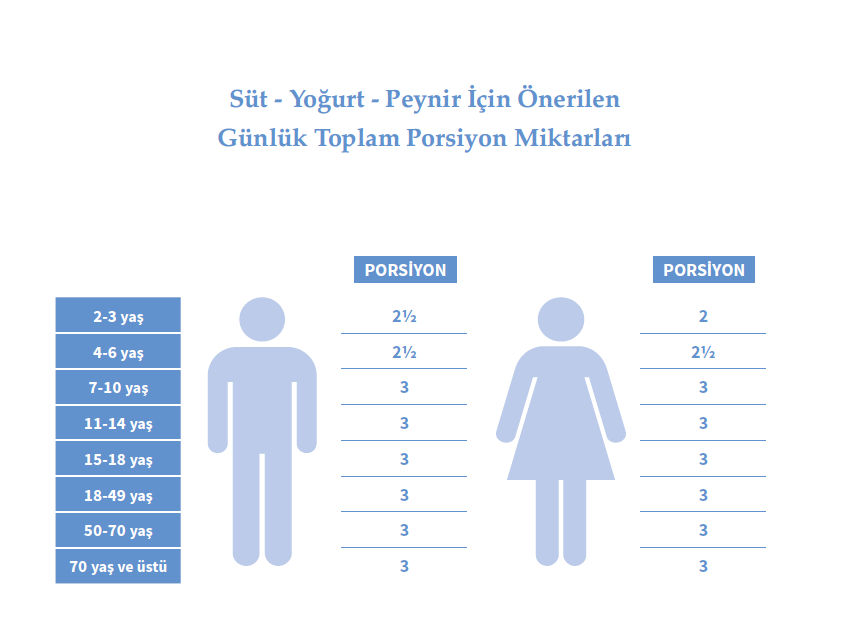 Süt - Yoğurt - Peynir İçin Önerilen
Günlük Toplam Porsiyon Miktarları
PORSİYON PORSİYON
2-3 yaş 2½ 2
4-6 yaş 2½ 2½
7-10 yaş 3 3
11-14 yaş 3 3
15-18 yaş 3 3
18-49 yaş 3 3
50-70 yaş 3 3
70 yaş ve üstü 3 3